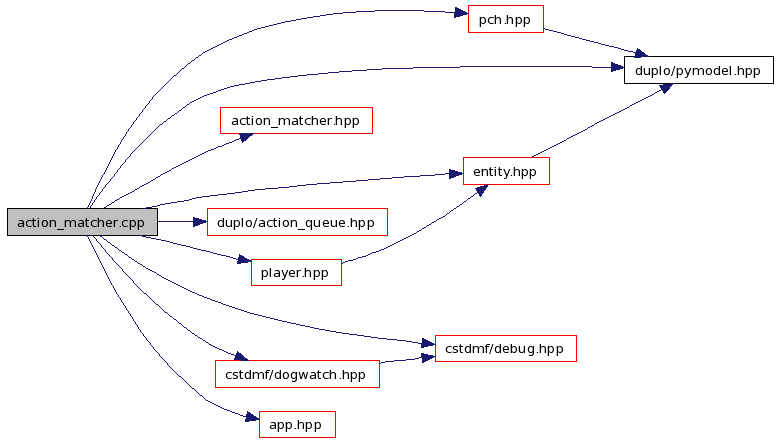 pch.hpp
duplo/pymodel.hpp
action_matcher.hpp
entity.hpp
action_matcher.cpp
duplo/action_queue.hpp
player.hpp
cstdmf/debug.hpp
cstdmf/dogwatch.hpp
app.hpp